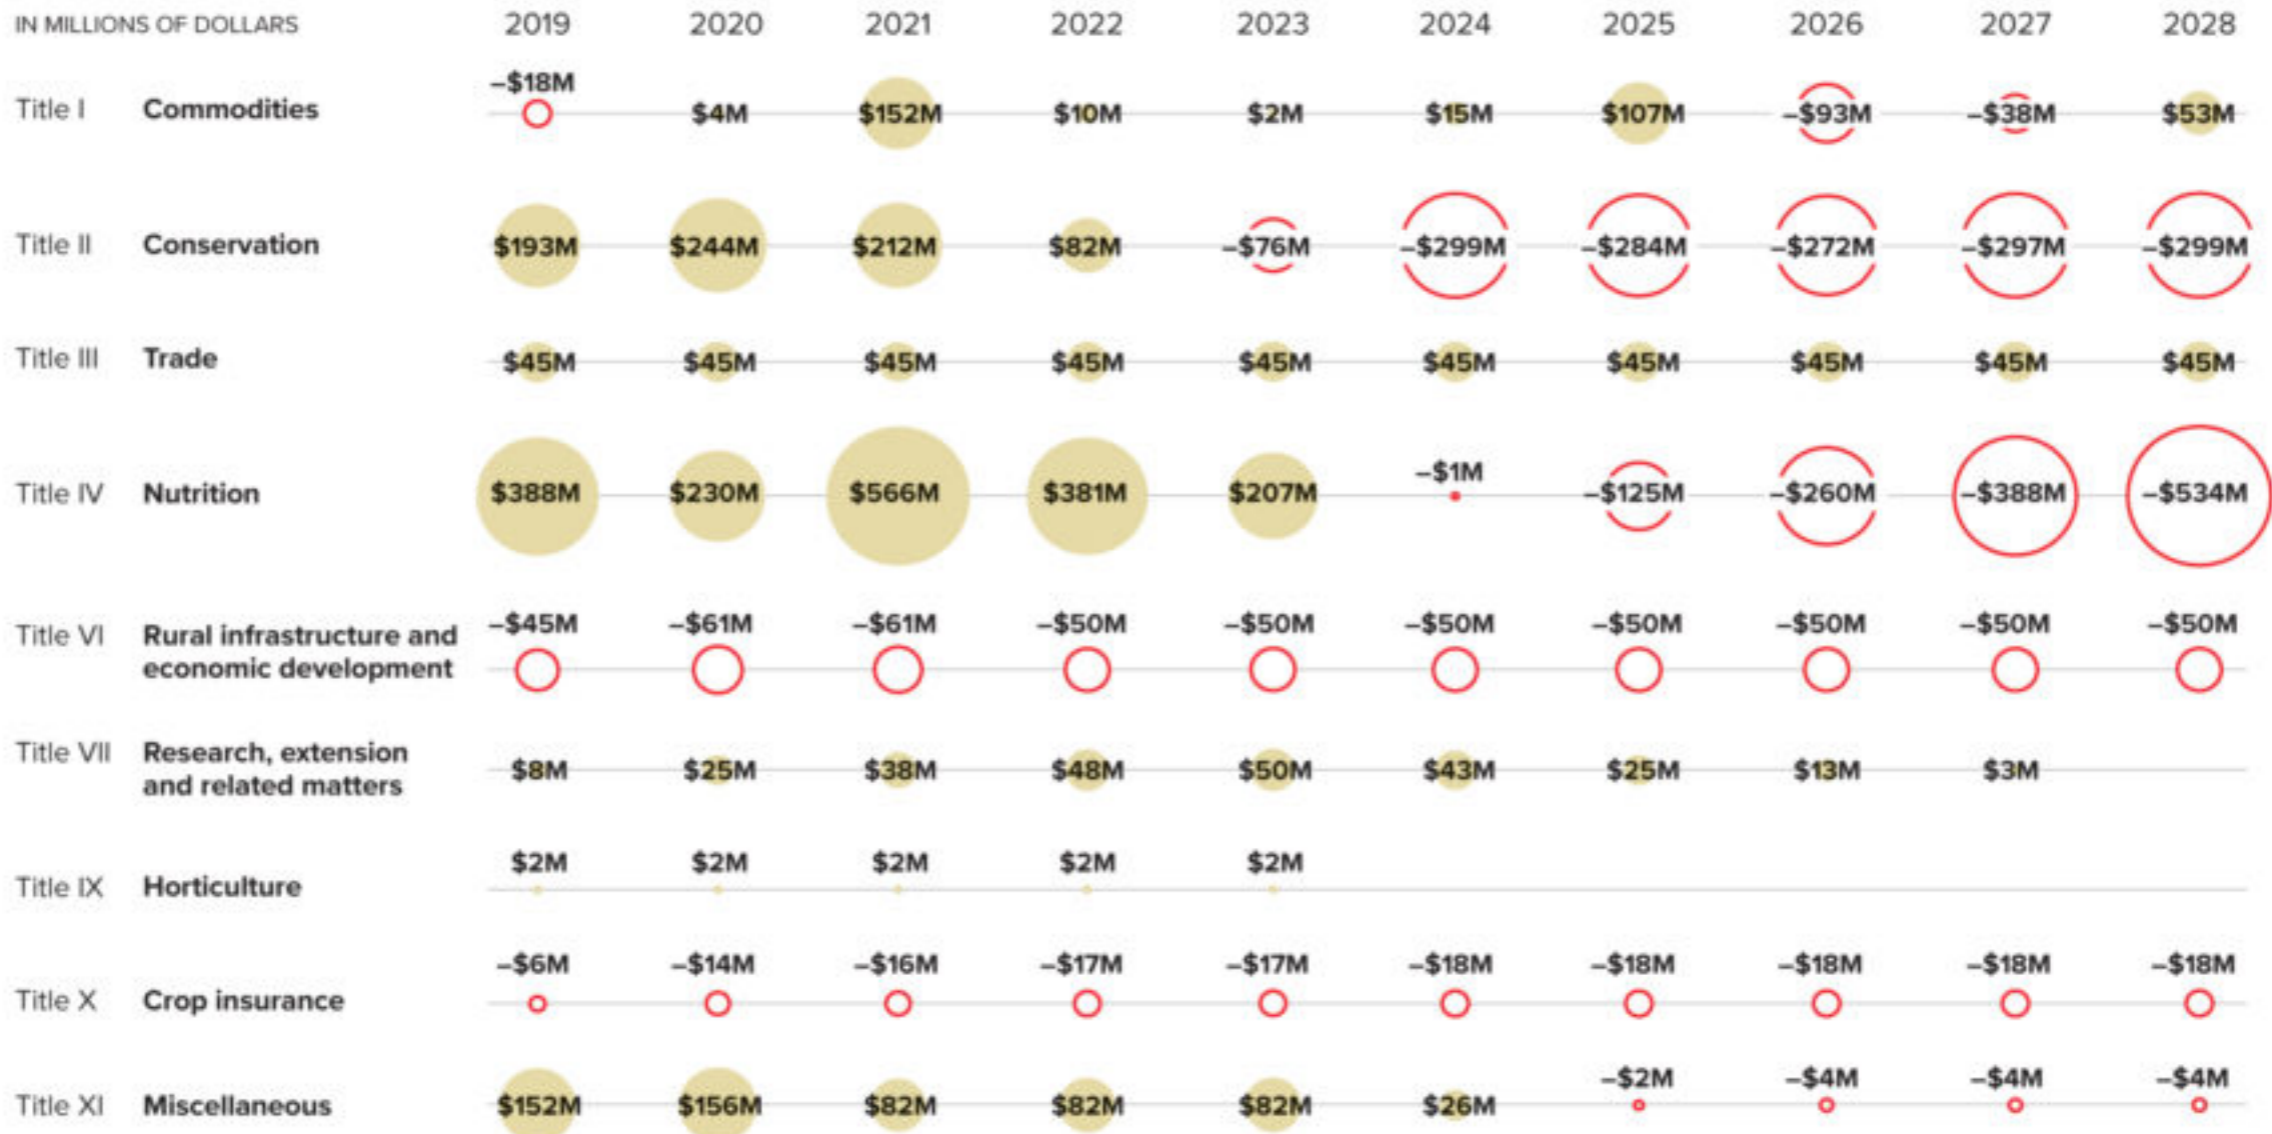 IN MILLIONS OF DOLLARS 2019 2020 2021 2022 2023 2024 2025 2026 2027 2028
Title I Commodities –$18M $4M $152M $10M $2M $15M $107M –$93M –$38M $53M
Title II Conservation $193M $244M $212M $82M –$76M –$299M –$284M –$272M –$297M –$299M
Title III Trade $45M $45M $45M $45M $45M $45M $45M $45M $45M $45M
Title IV Nutrition $388M $230M $566M $381M $207M –$1M –$125M –$260M –$388M –$534M
Title VI Rural infrastructure and –$45M –$61M –$61M –$50M –$50M –$50M –$50M –$50M –$50M –$50M
economic development
Title VII Research, extension
and related matters $8M $25M $38M $48M $50M $43M $25M $13M $3M
Title IX Horticulture $2M $2M $2M $2M $2M
Title X Crop insurance –$6M –$14M –$16M –$17M –$17M –$18M –$18M –$18M –$18M –$18M
Title XI Miscellaneous $152M $156M $82M $82M $82M $26M –$2M –$4M –$4M –$4M